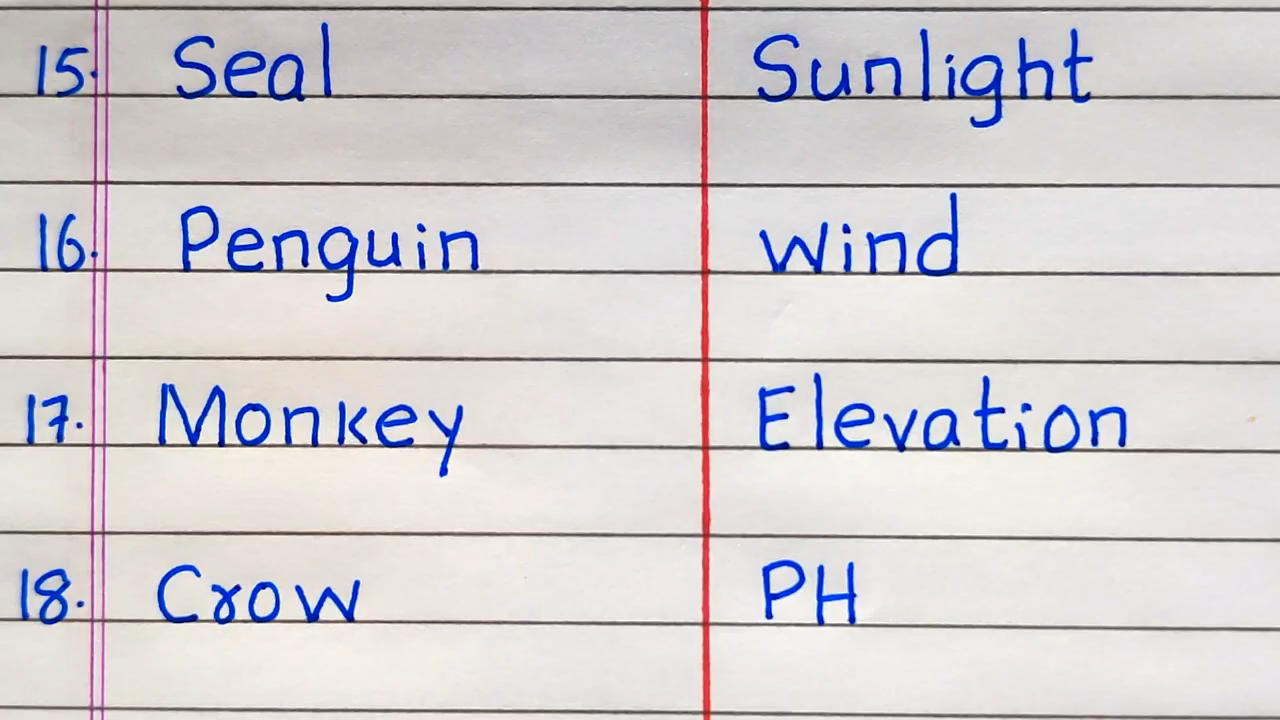 15. Seal Sunlight
16. Penguin Wind
17. Monkey Elevation
18. Crow PH